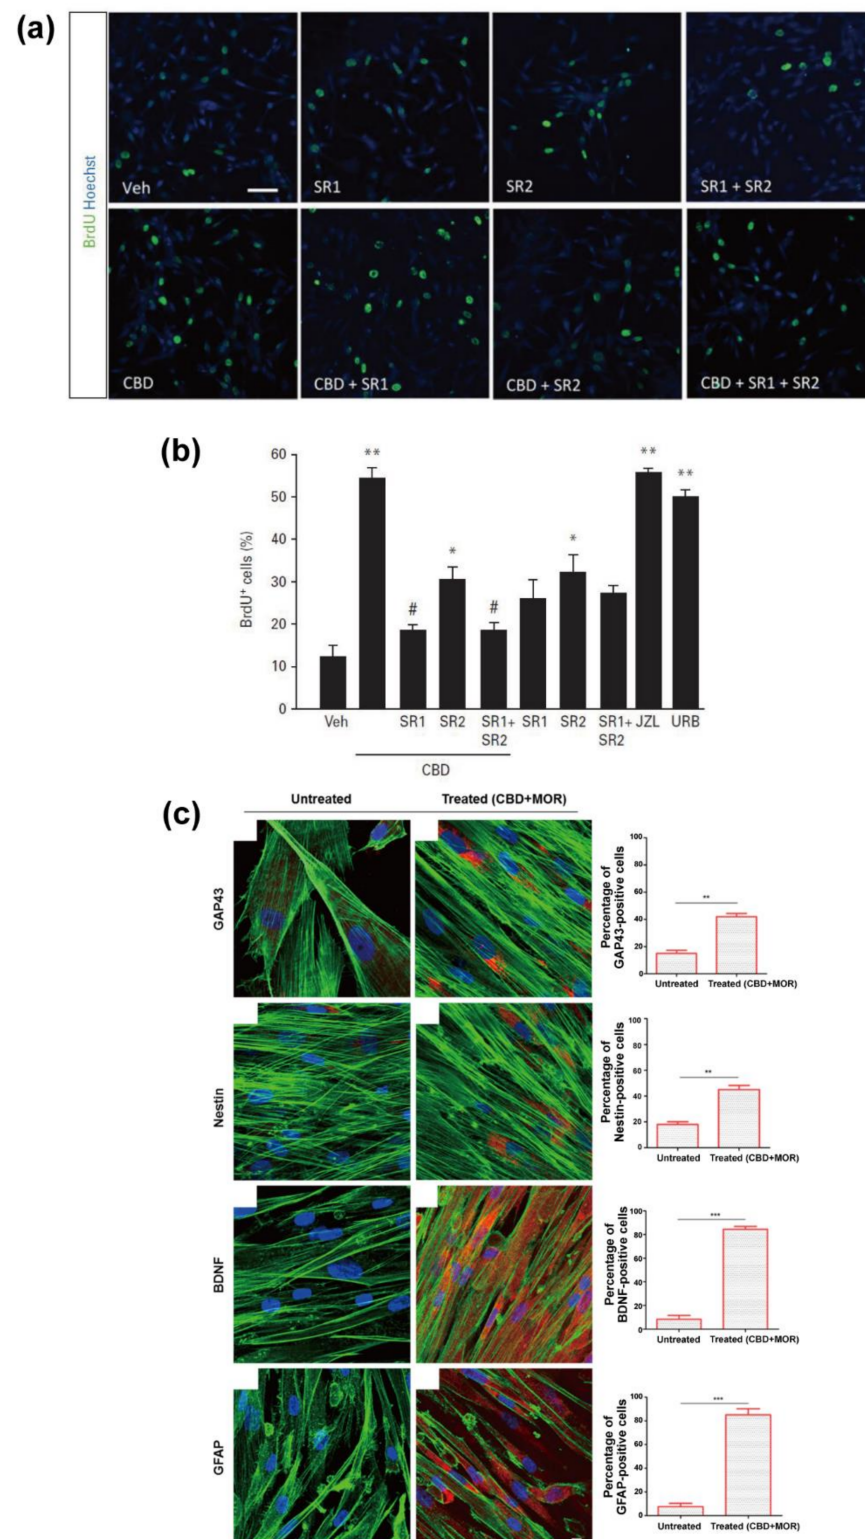 (a)
BrdU Hoechst
Veh
SR1
SR2
SR1 + SR2
CBD
CBD + SR1
CBD + SR2
CBD + SR1 + SR2
(b)
BrdU+ cells (%)
60
50
40
30
20
10
0
**
#
*
#
*
**
**
Veh
SR1
SR2
SR1+
SR2
SR1
SR2
SR1+
SR2
JZL
URB
CBD
(c)
Untreated
Treated (CBD+MOR)
GAP43
Percentage of
GAP43-positive cells
100
80
60
40
20
0
**
Untreated
Treated (CBD+MOR)
Nestin
Percentage of
Nestin-positive cells
100
80
60
40
20
0
**
Untreated
Treated (CBD+MOR)
BDNF
Percentage of
BDNF-positive cells
100
80
60
40
20
0
***
Untreated
Treated (CBD+MOR)
GFAP
Percentage of
GFAP-positive cells
100
80
60
40
20
0
***
Untreated
Treated (CBD+MOR)